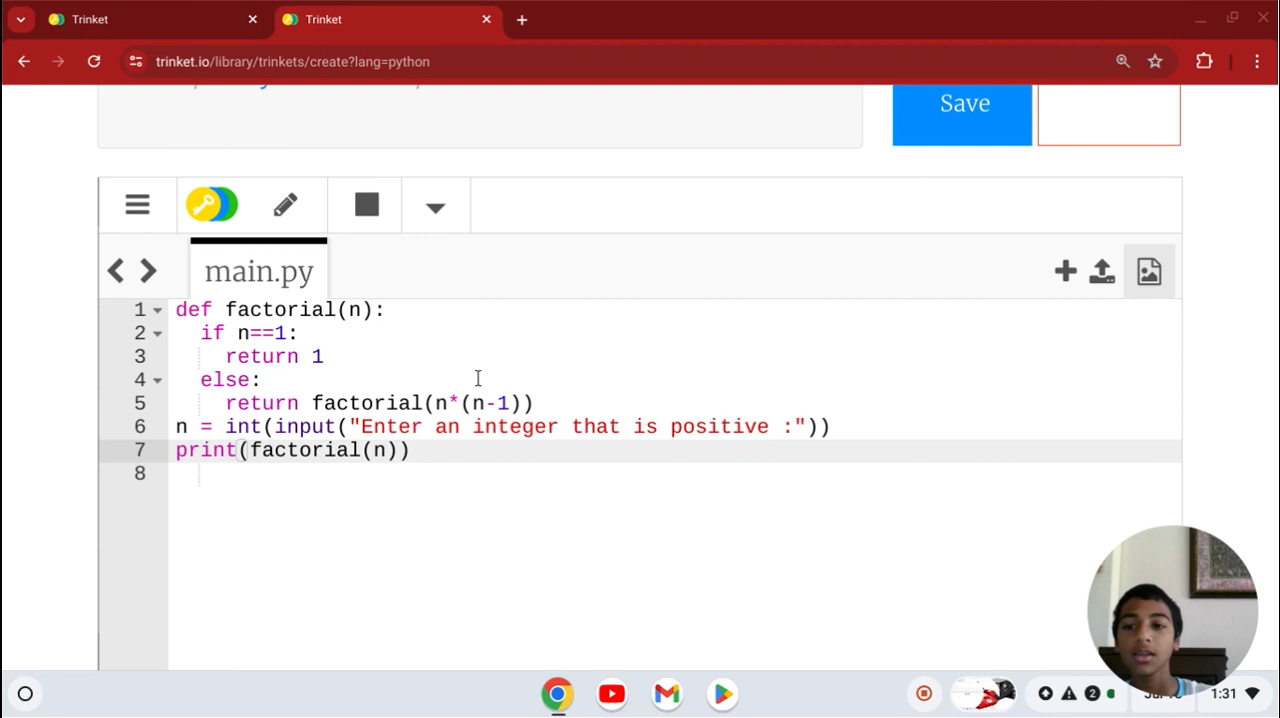 Trinket
Trinket
trinket.io/library/trinkets/create?lang=python
Save
main.py
1 def factorial(n):
2 if n==1:
3 return 1
4 else:
5 return factorial(n*(n-1))
6 n = int(input("Enter an integer that is positive :"))
7 print(factorial(n))
8
2
1:31